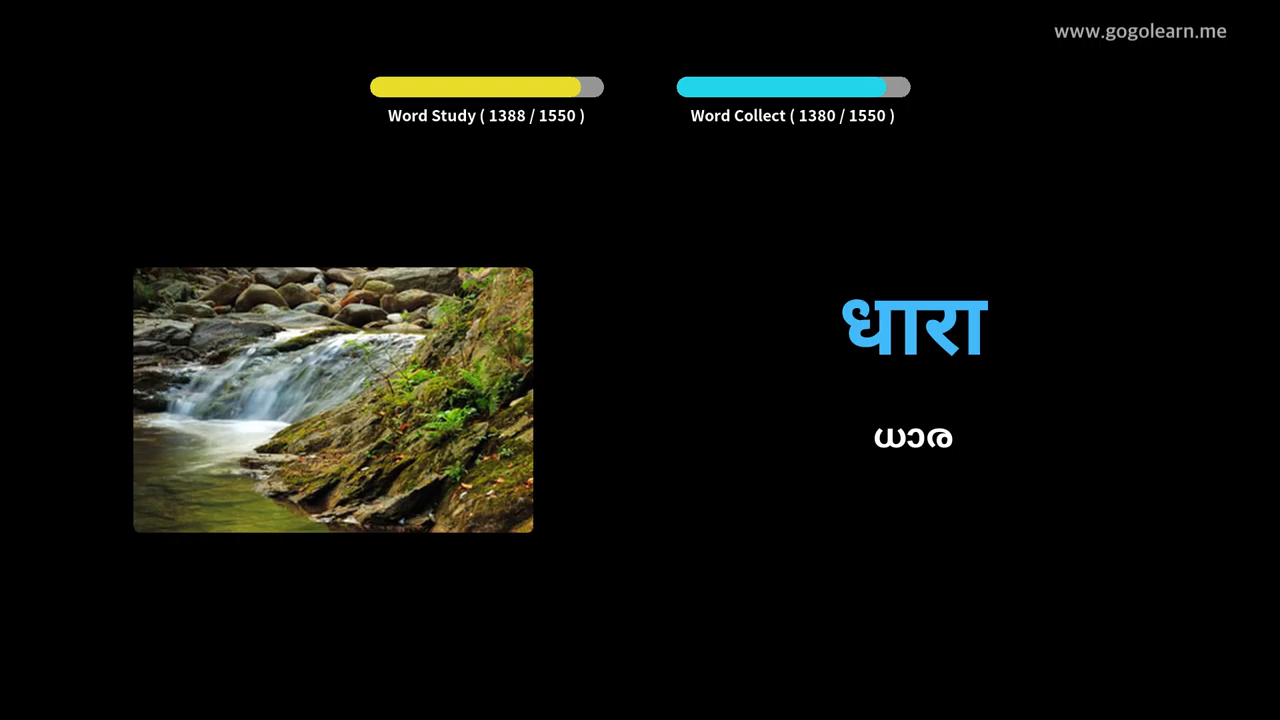 www.gogolearn.me
Word Study ( 1388 / 1550 )
Word Collect ( 1380 / 1550 )
धारा
ധാര